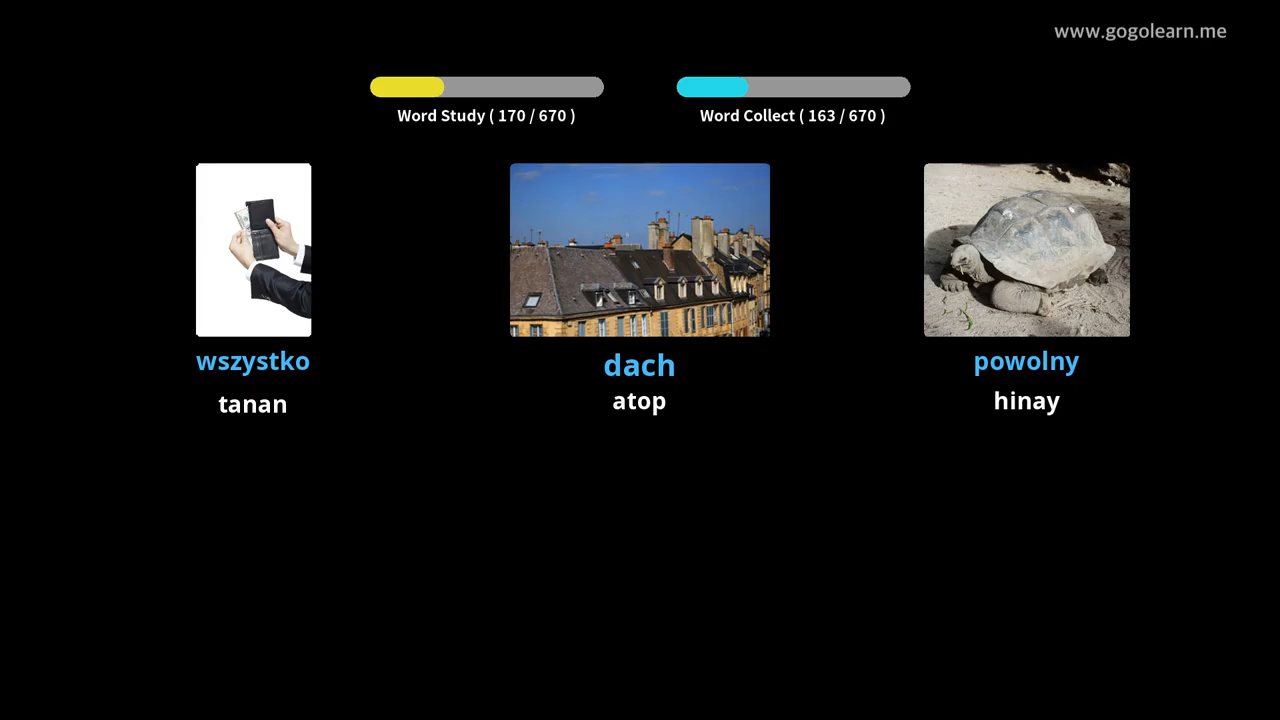 www.gogolearn.me
Word Study ( 170 / 670 )
Word Collect ( 163 / 670 )
wszystko
tanan
dach
atop
powolny
hinay